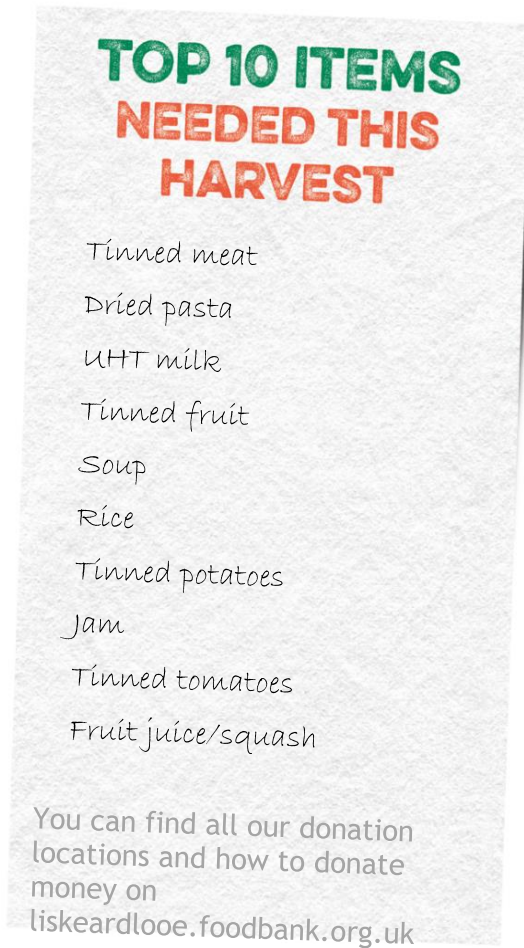 TOP 10 ITEMS
NEEDED THIS
HARVEST
Tinned meat
Dried pasta
UHT milk
Tinned fruit
Soup
Rice
Tinned potatoes
Jam
Tinned tomatoes
Fruit juice/squash
You can find all our donation
locations and how to donate
money on
liskeardlooe.foodbank.org.uk